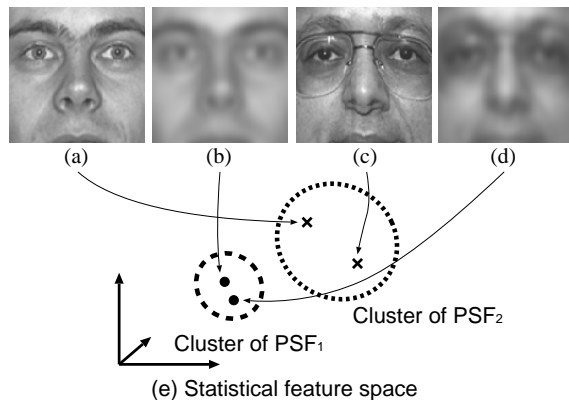 (a) (b) (c) (d)
Cluster of PSF₂
Cluster of PSF₁
(e) Statistical feature space